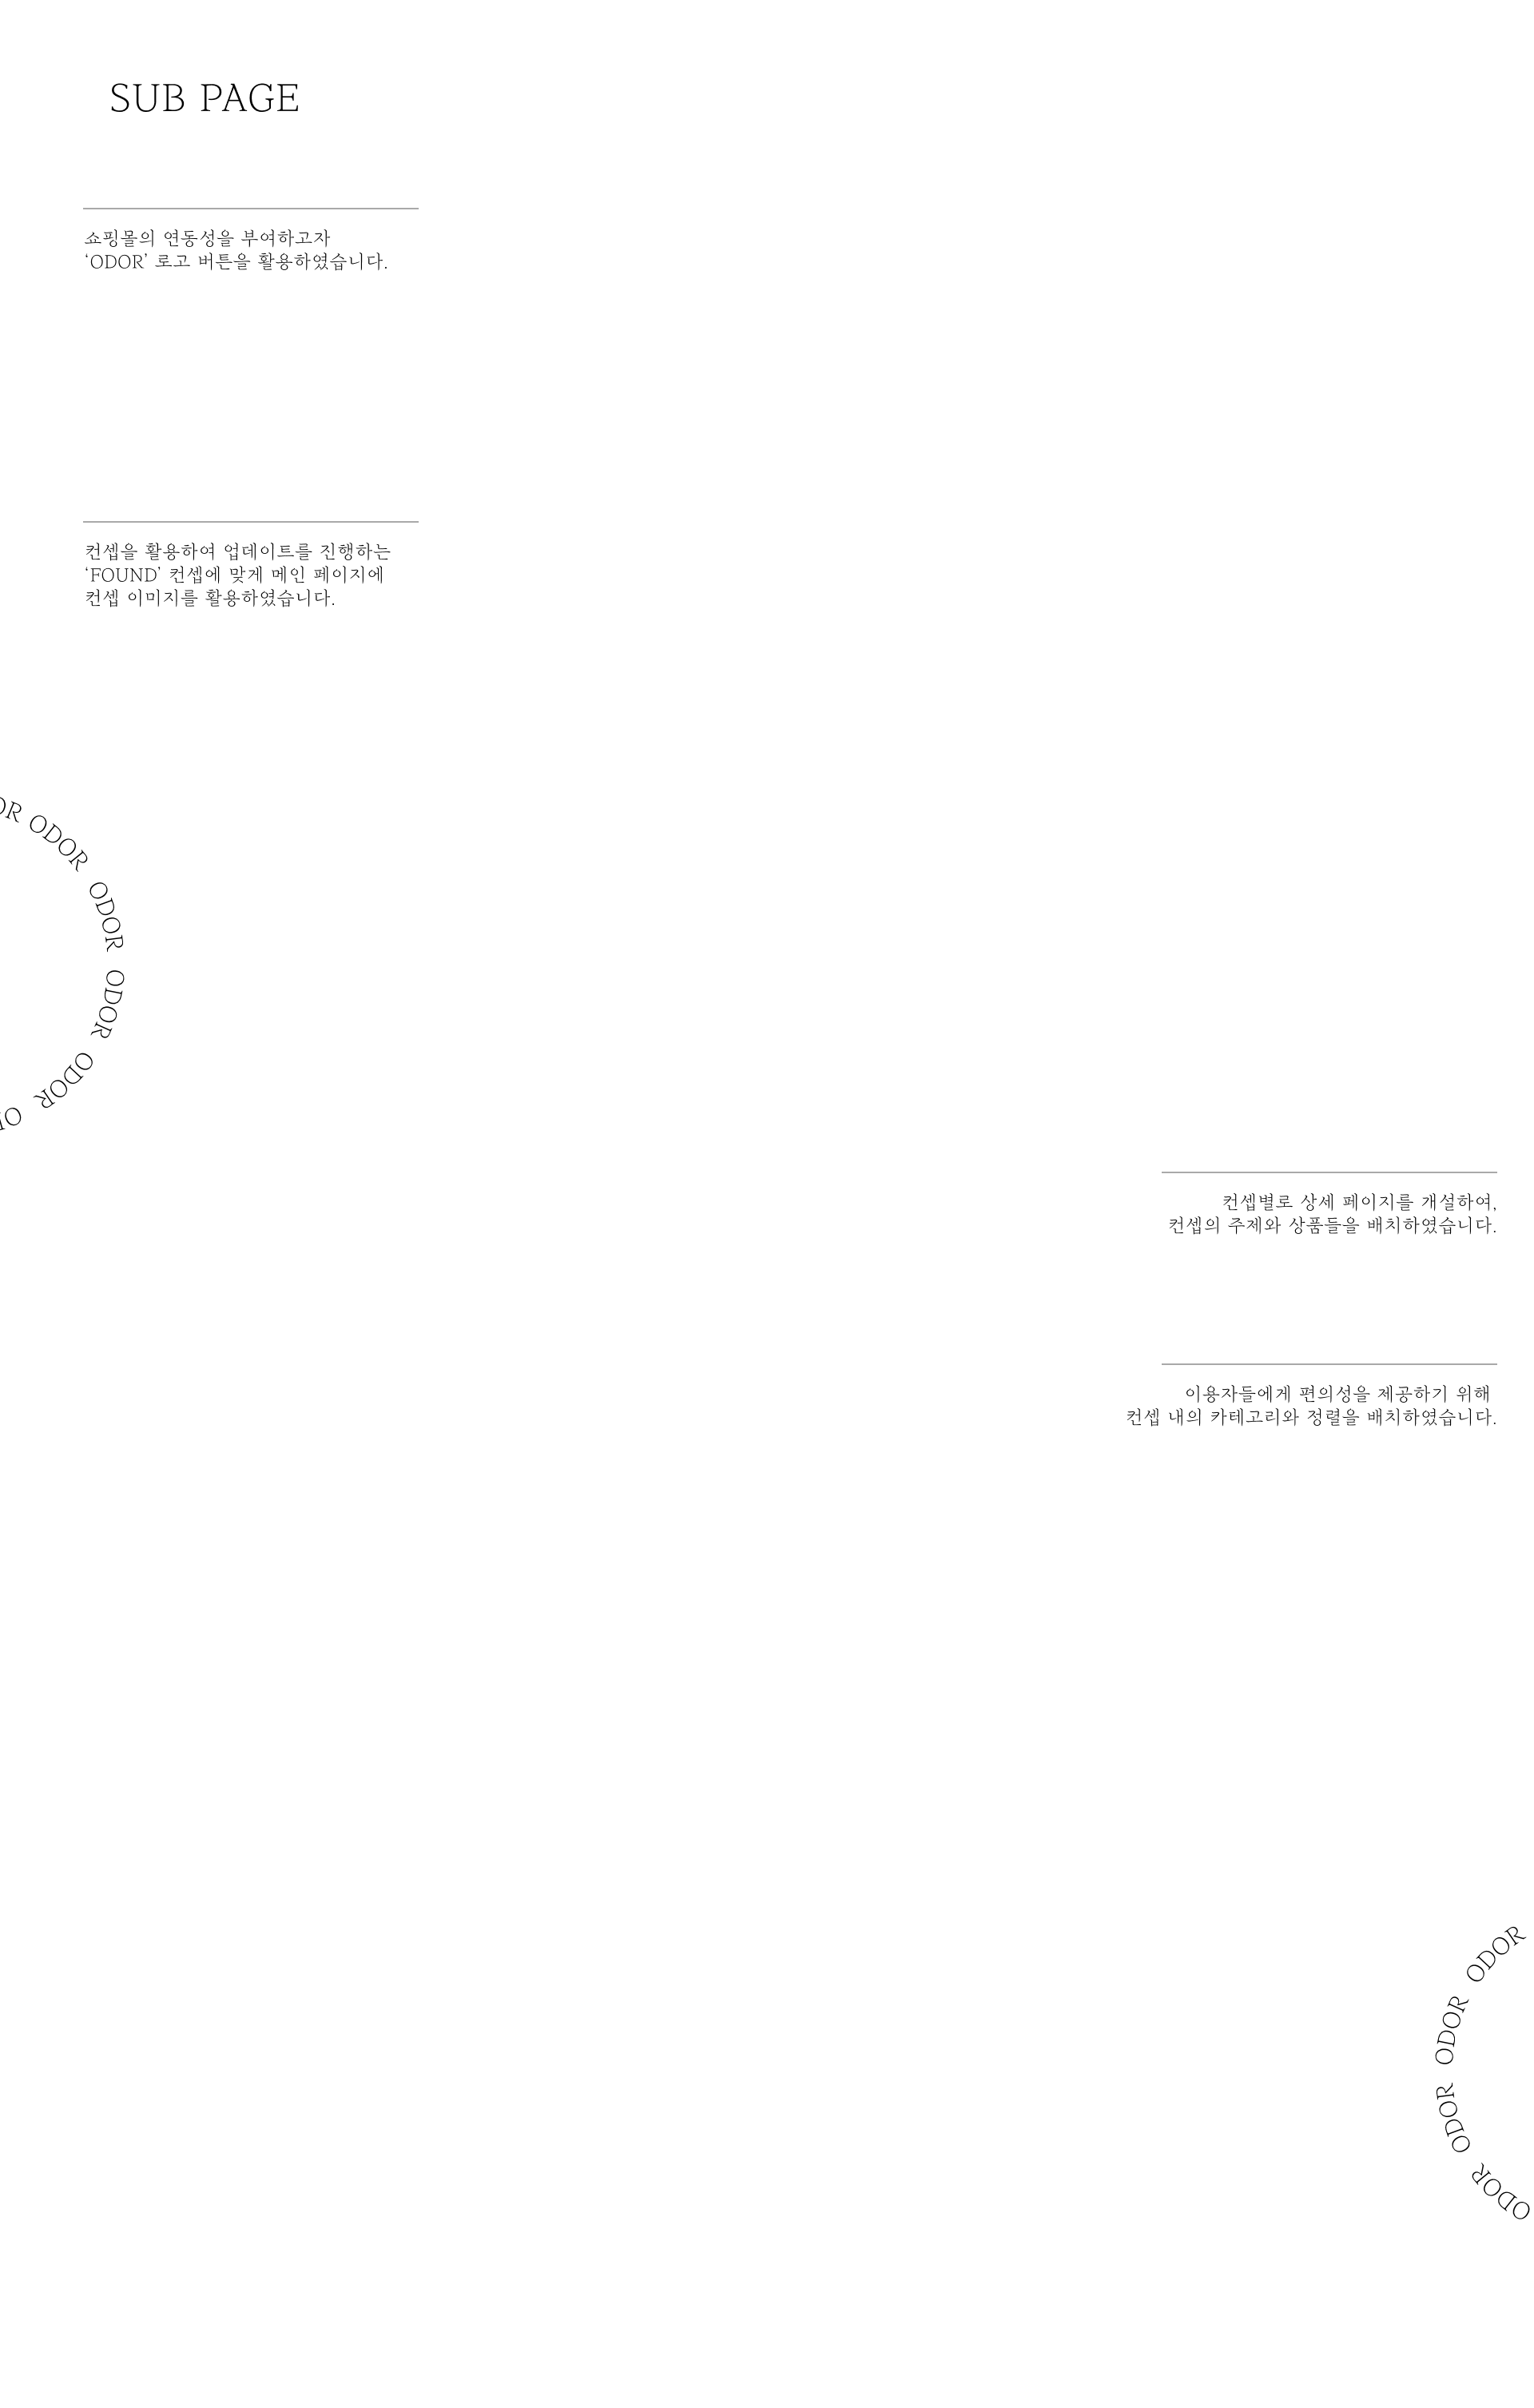 SUB PAGE
쇼핑몰의 연동성을 부여하고자
‘ODOR’ 로고 버튼을 활용하였습니다.
컨셉을 활용하여 업데이트를 진행하는
‘FOUND’ 컨셉에 맞게 메인 페이지에
컨셉 이미지를 활용하였습니다.
OR ODOR ODOR ODOR ODOR
컨셉별로 상세 페이지를 개설하여,
컨셉의 주제와 상품들을 배치하였습니다.
이용자들에게 편의성을 제공하기 위해
컨셉 내의 카테고리와 정렬을 배치하였습니다.
ODOR ODOR ODOR ODOR